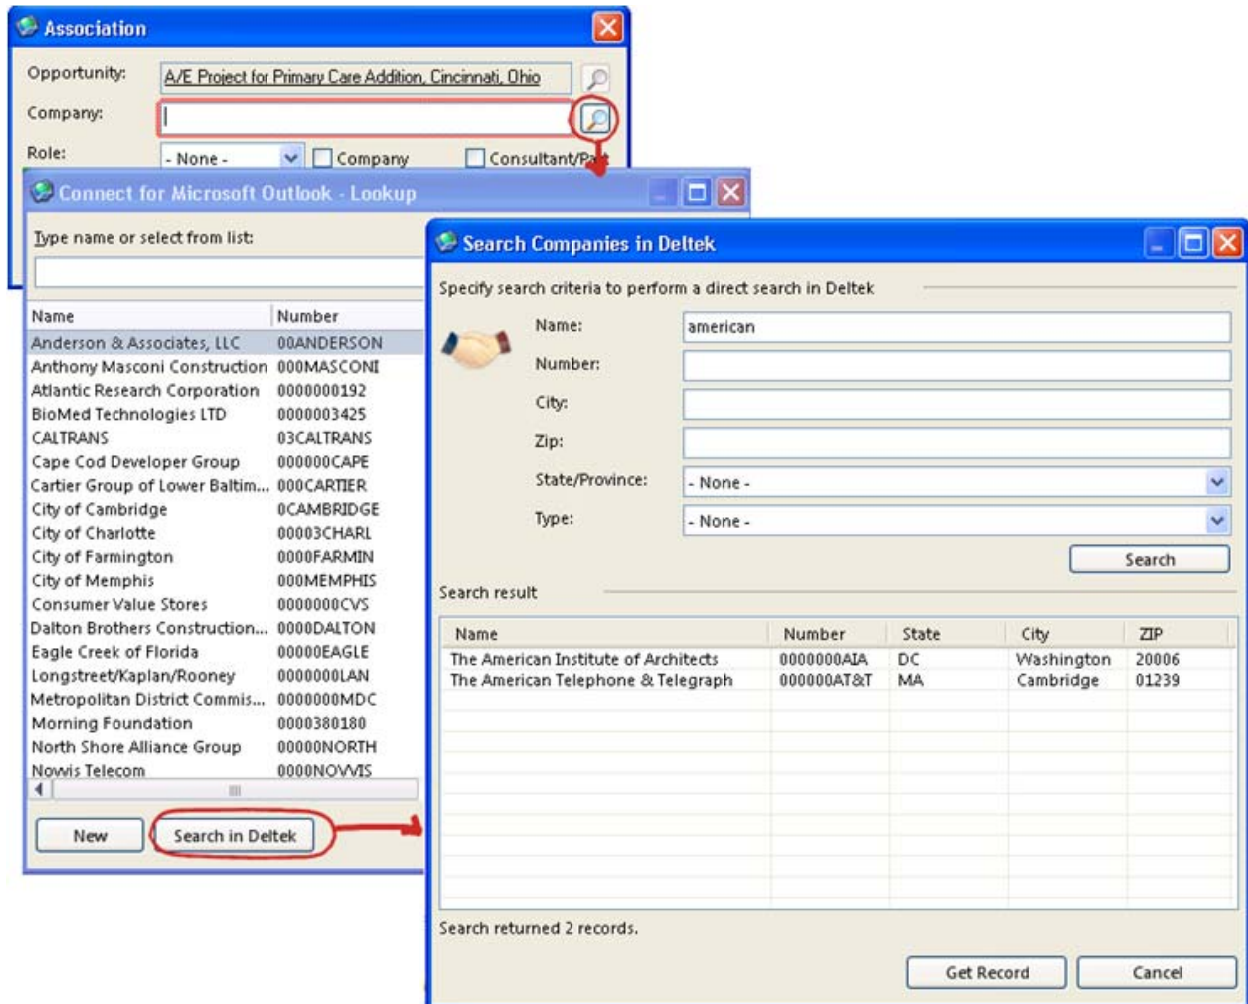 Association
Opportunity: A/E Project for Primary Care Addition, Cincinnati, Ohio
Company:
Role: - None - Company Consultant/Part
Connect for Microsoft Outlook - Lookup
Type name or select from list:
Name Number
Anderson & Associates, LLC 00ANDERSON
Anthony Masconi Construction 000MASCONI
Atlantic Research Corporation 0000000192
BioMed Technologies LTD 0000003425
CALTRANS 03CALTRANS
Cape Cod Developer Group 000000CAPE
Cartier Group of Lower Baltim... 000CARTIER
City of Cambridge 0CAMBRIDGE
City of Charlotte 00003CHARL
City of Farmington 0000FARMIN
City of Memphis 000MEMPHIS
Consumer Value Stores 0000000CVS
Dalton Brothers Construction... 0000DALTON
Eagle Creek of Florida 00000EAGLE
Longstreet/Kaplan/Rooney 0000000LAN
Metropolitan District Commis... 0000000MDC
Morning Foundation 0000380180
North Shore Alliance Group 00000NORTH
Novvis Telecom 0000NOVVIS
New Search in Deltek
Search Companies in Deltek
Specify search criteria to perform a direct search in Deltek
Name: american
Number:
City:
Zip:
State/Province: - None -
Type: - None -
Search
Search result
Name Number State City ZIP
The American Institute of Architects 0000000AIA DC Washington 20006
The American Telephone & Telegraph 000000AT&T MA Cambridge 01239
Search returned 2 records.
Get Record Cancel